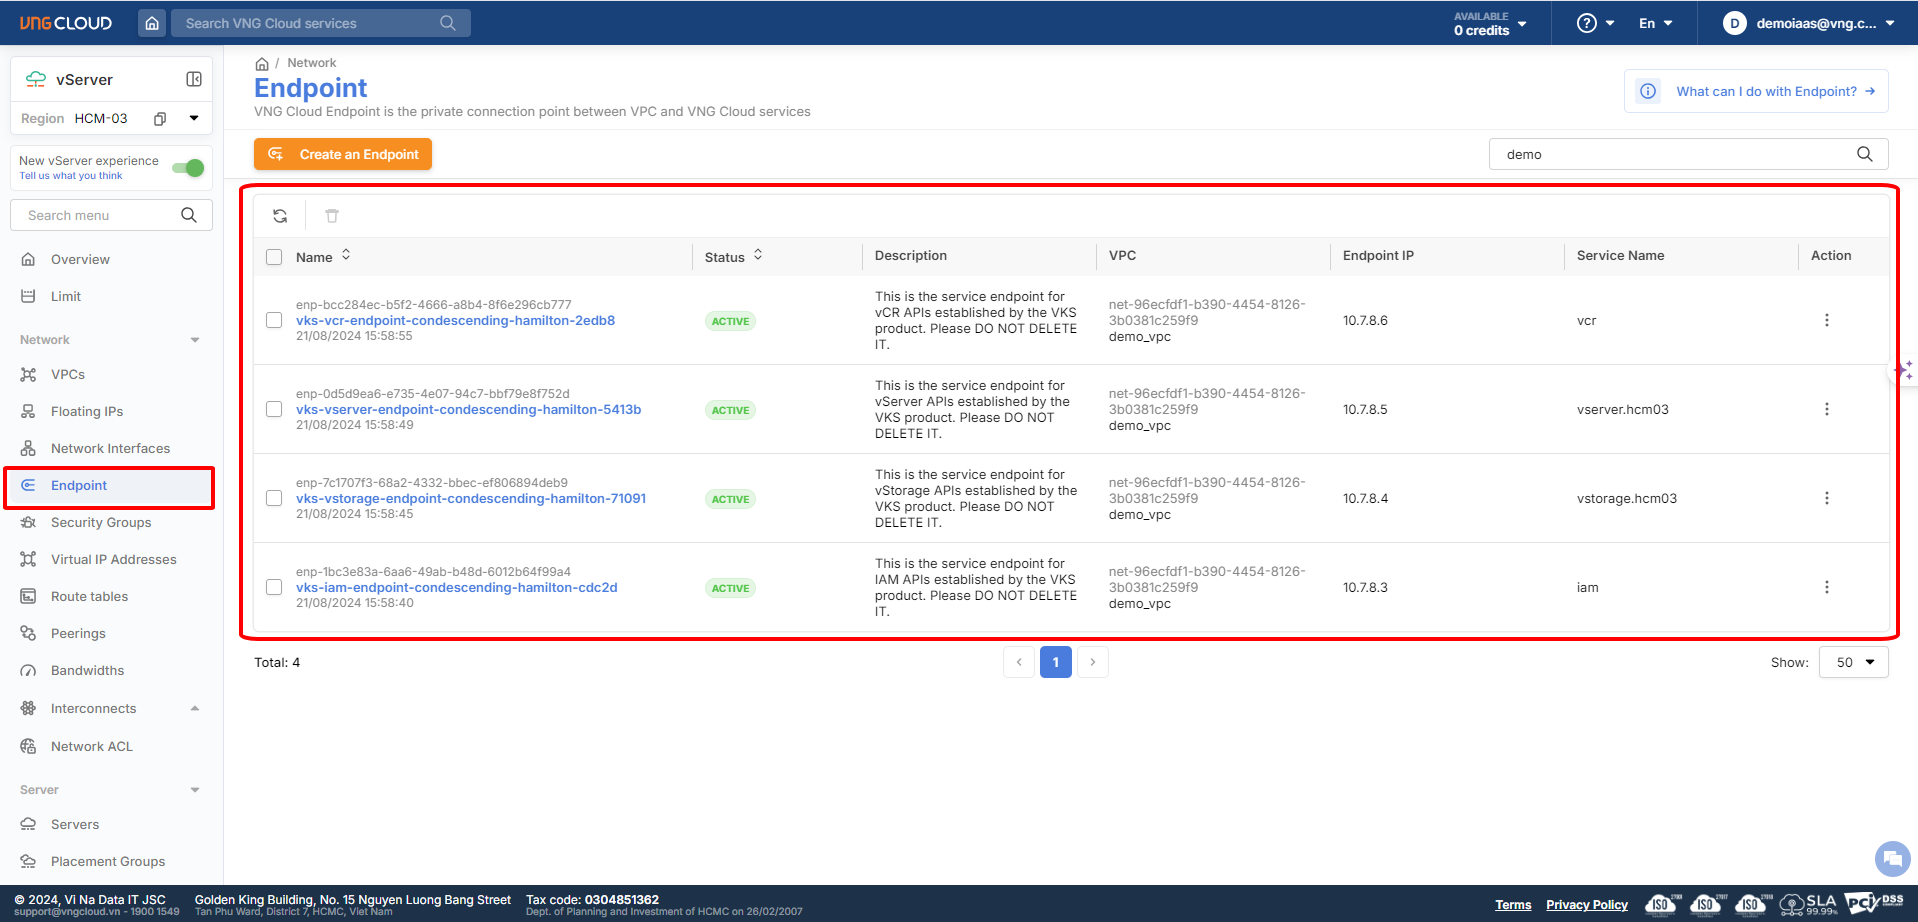 VNG CLOUD
Search VNG Cloud services
AVAILABLE
0 credits
En
D
demoiaas@vng.c...
vServer
Region HCM-03
New vServer experience
Tell us what you think
Search menu
Overview
Limit
Network
VPCs
Floating IPs
Network Interfaces
Endpoint
Security Groups
Virtual IP Addresses
Route tables
Peerings
Bandwidths
Interconnects
Network ACL
Server
Servers
Placement Groups
/ Network
Endpoint
VNG Cloud Endpoint is the private connection point between VPC and VNG Cloud services
What can I do with Endpoint?
Create an Endpoint
demo
Name Status Description VPC Endpoint IP Service Name Action
enp-bcc284ec-b5f2-4666-a8b4-8f6e296cb777
vks-vcr-endpoint-condescending-hamilton-2edb8
21/08/2024 15:58:55
ACTIVE
This is the service endpoint for
vCR APIs established by the VKS
product. Please DO NOT DELETE
IT.
net-96ecfdf1-b390-4454-8126-
3b0381c259f9
demo_vpc
10.7.8.6
vcr
enp-0d5d9ea6-e735-4e07-94c7-bbf79e8f752d
vks-vserver-endpoint-condescending-hamilton-5413b
21/08/2024 15:58:49
ACTIVE
This is the service endpoint for
vServer APIs established by the
VKS product. Please DO NOT
DELETE IT.
net-96ecfdf1-b390-4454-8126-
3b0381c259f9
demo_vpc
10.7.8.5
vserver.hcm03
enp-7c1707f3-68a2-4332-bbec-ef806894deb9
vks-vstorage-endpoint-condescending-hamilton-71091
21/08/2024 15:58:45
ACTIVE
This is the service endpoint for
vStorage APIs established by the
VKS product. Please DO NOT
DELETE IT.
net-96ecfdf1-b390-4454-8126-
3b0381c259f9
demo_vpc
10.7.8.4
vstorage.hcm03
enp-1bc3e83a-6aa6-49ab-b48d-6012b64f99a4
vks-iam-endpoint-condescending-hamilton-cdc2d
21/08/2024 15:58:40
ACTIVE
This is the service endpoint for
IAM APIs established by the VKS
product. Please DO NOT DELETE
IT.
net-96ecfdf1-b390-4454-8126-
3b0381c259f9
demo_vpc
10.7.8.3
iam
Total: 4
1
Show: 50
© 2024, Vi Na Data IT JSC
support@vngcloud.vn - 1900 1549
Golden King Building, No. 15 Nguyen Luong Bang Street
Tan Phu Ward, District 7, HCMC, Viet Nam
Tax code: 0304851362
Dept. of Planning and Investment of HCMC on 26/02/2007
Terms
Privacy Policy
ISO
ISO
ISO
SLA
99.99%
PCI DSS